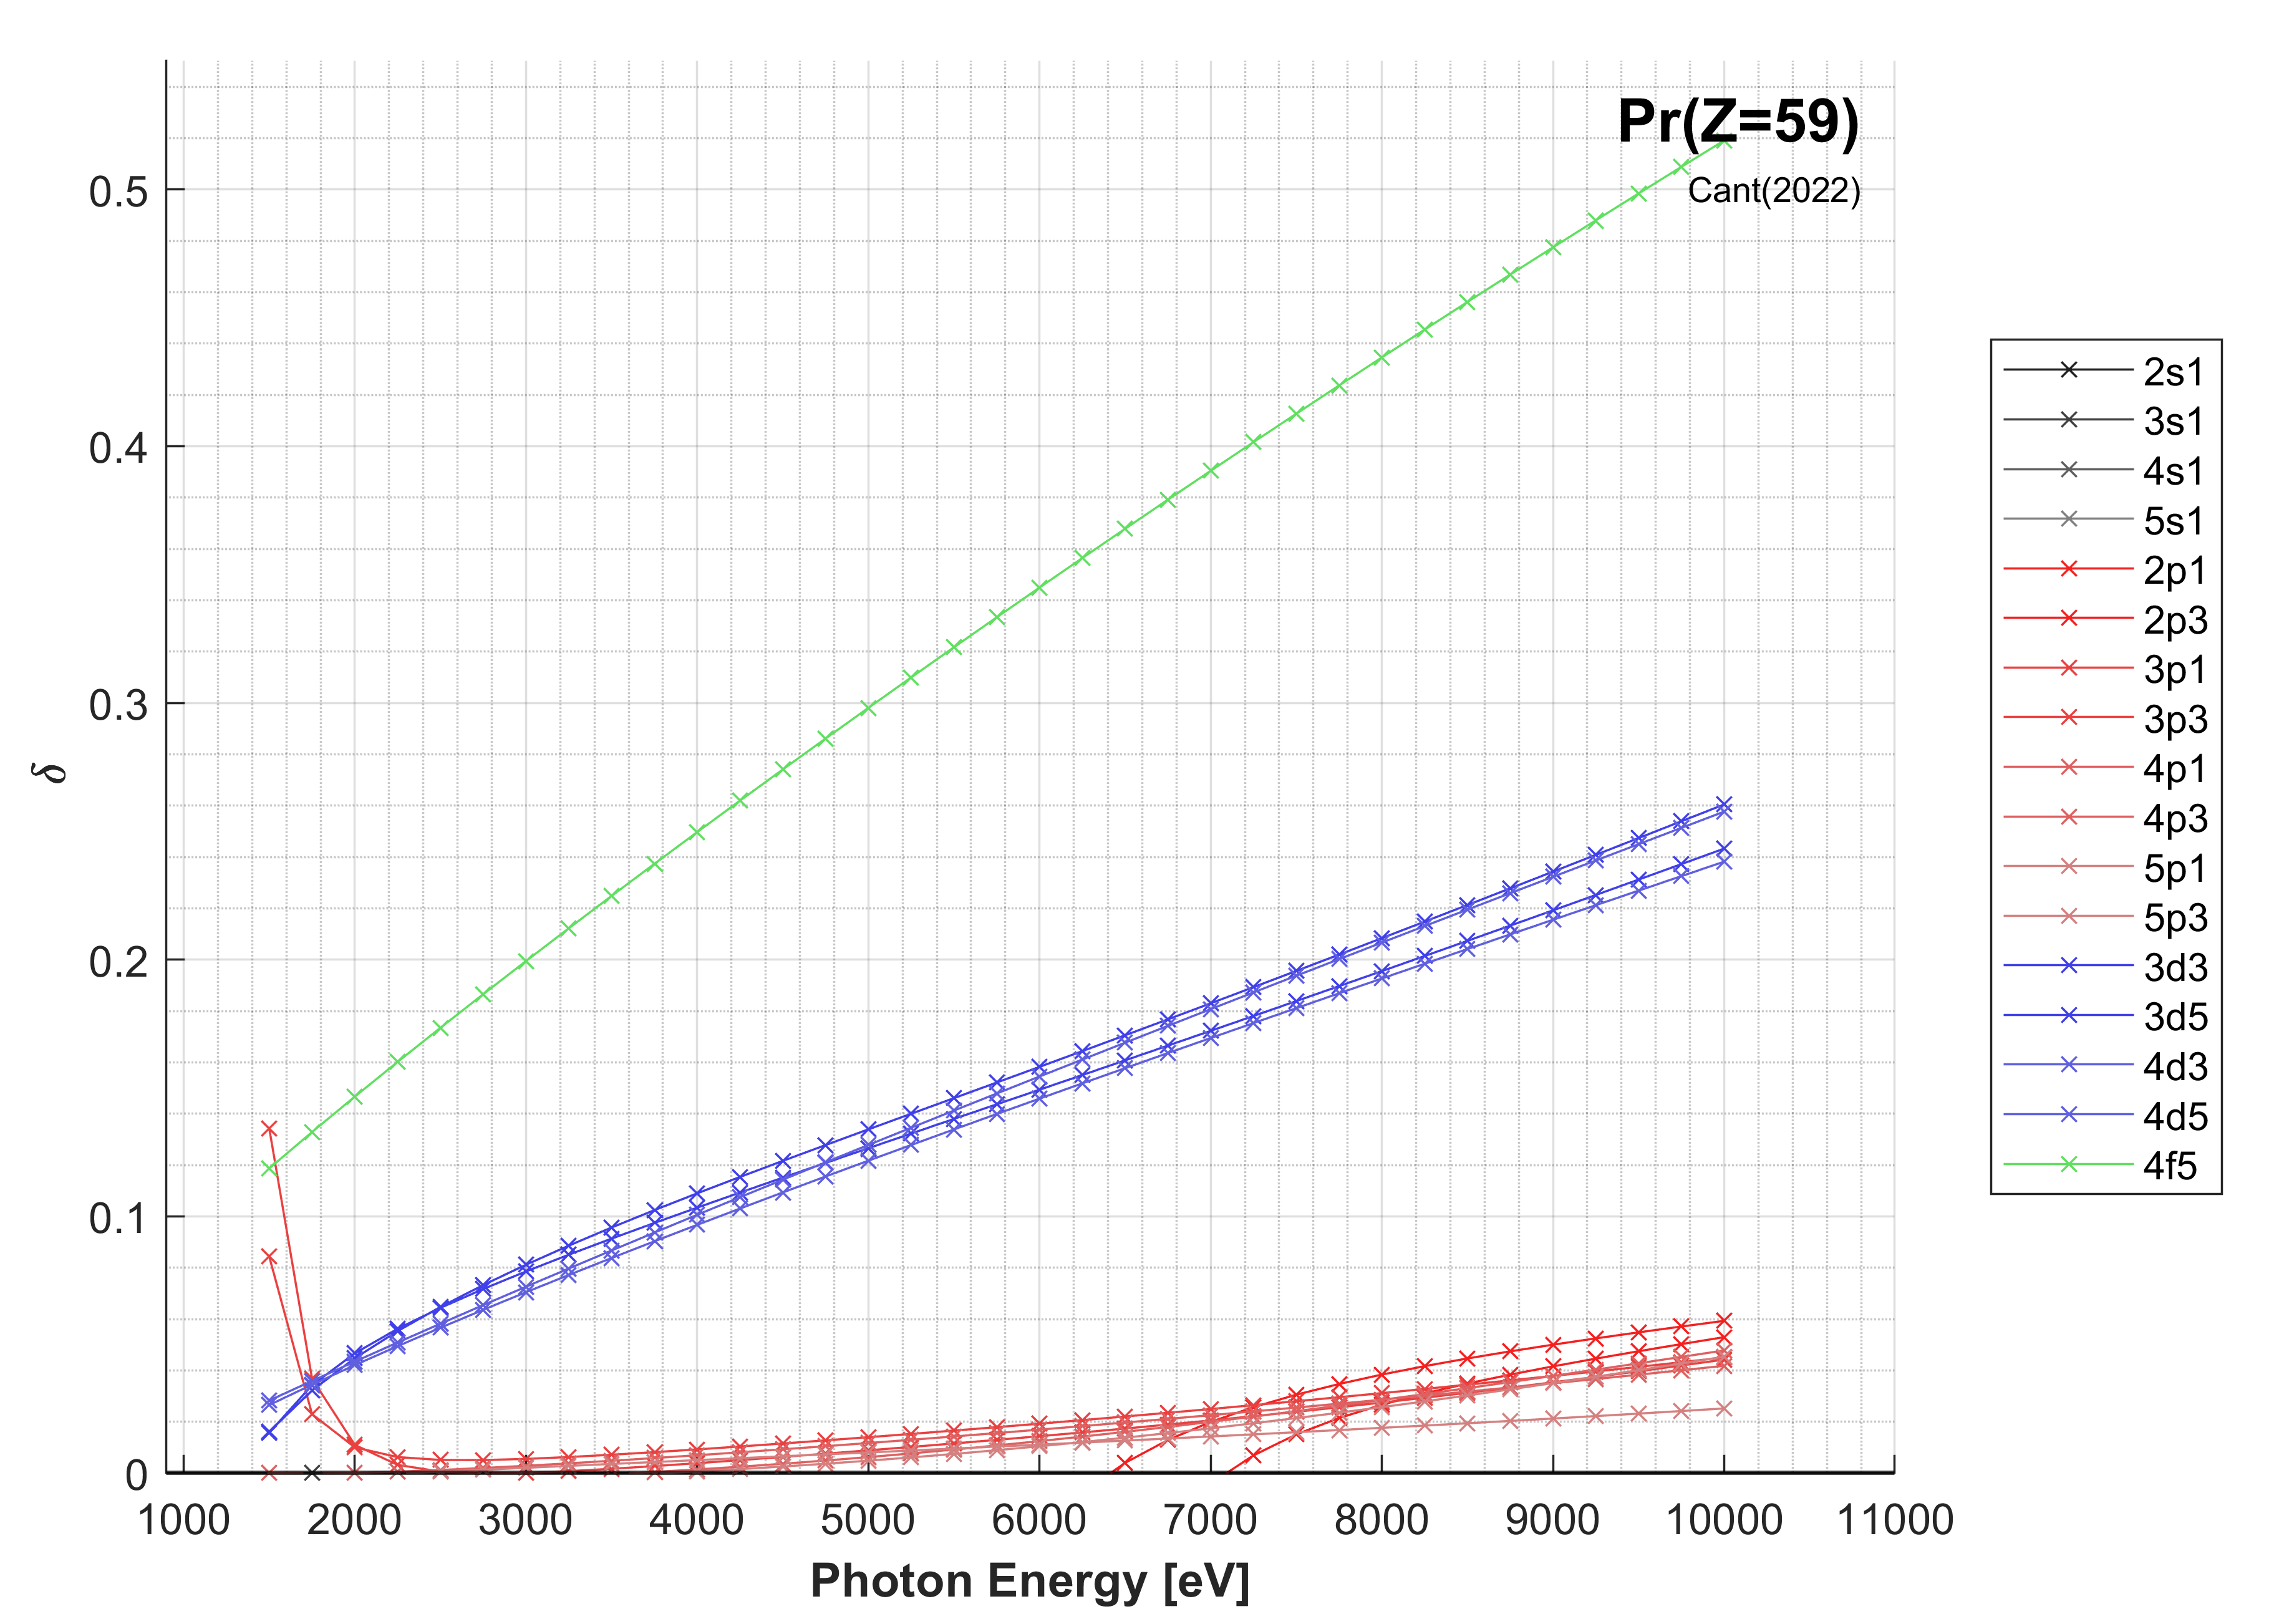 Pr(Z=59)
Cant(2022)
0.5
0.4
0.3
0.2
0.1
0
δ
1000 2000 3000 4000 5000 6000 7000 8000 9000 10000 11000
Photon Energy [eV]
2s1
3s1
4s1
5s1
2p1
2p3
3p1
3p3
4p1
4p3
5p1
5p3
3d3
3d5
4d3
4d5
4f5